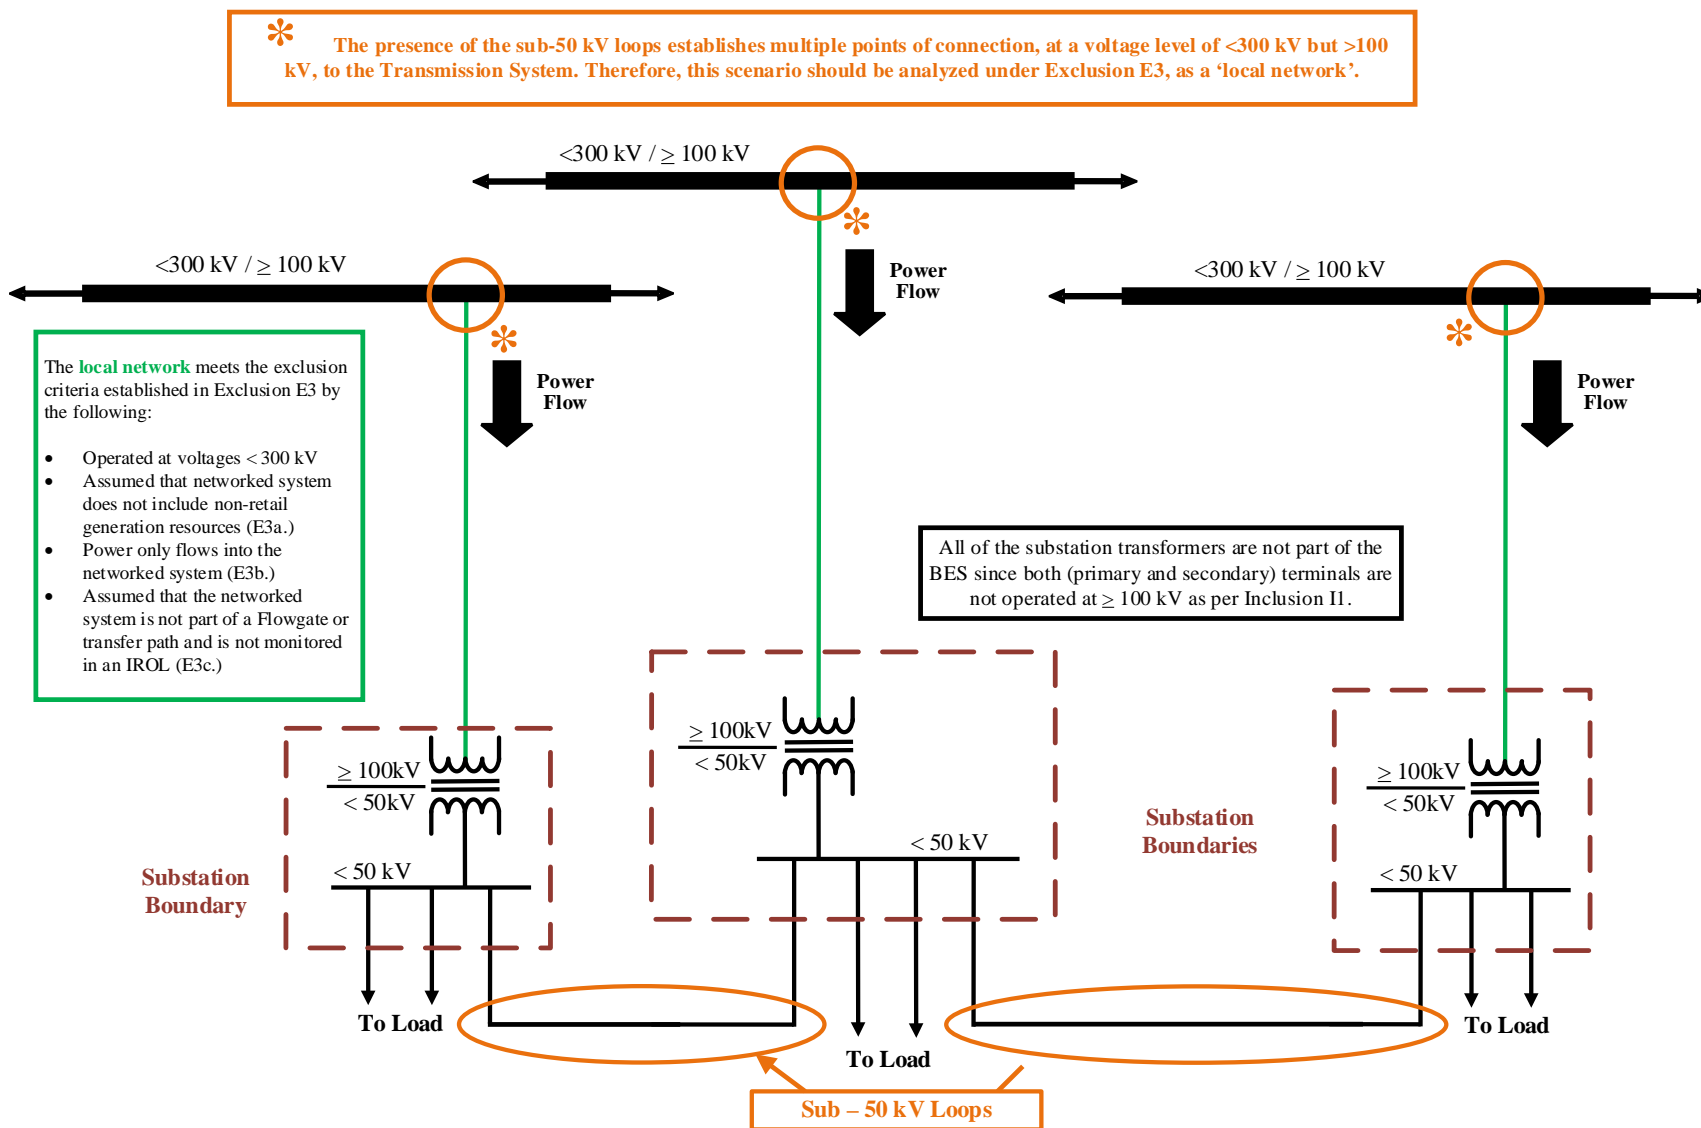 * The presence of the sub-50 kV loops establishes multiple points of connection, at a voltage level of <300 kV but >100
kV, to the Transmission System. Therefore, this scenario should be analyzed under Exclusion E3, as a ‘local network’.
<300 kV / ≥ 100 kV
*
Power
Flow
<300 kV / ≥ 100 kV
*
Power
Flow
<300 kV / ≥ 100 kV
*
Power
Flow
The local network meets the exclusion
criteria established in Exclusion E3 by
the following:
• Operated at voltages < 300 kV
• Assumed that networked system
does not include non-retail
generation resources (E3a.)
• Power only flows into the
networked system (E3b.)
• Assumed that the networked
system is not part of a Flowgate or
transfer path and is not monitored
in an IROL (E3c.)
All of the substation transformers are not part of the
BES since both (primary and secondary) terminals are
not operated at ≥ 100 kV as per Inclusion I1.
≥ 100kV
< 50kV
< 50 kV
Substation
Boundary
To Load
≥ 100kV
< 50kV
< 50 kV
To Load
Substation
Boundaries
≥ 100kV
< 50kV
< 50 kV
To Load
Sub – 50 kV Loops